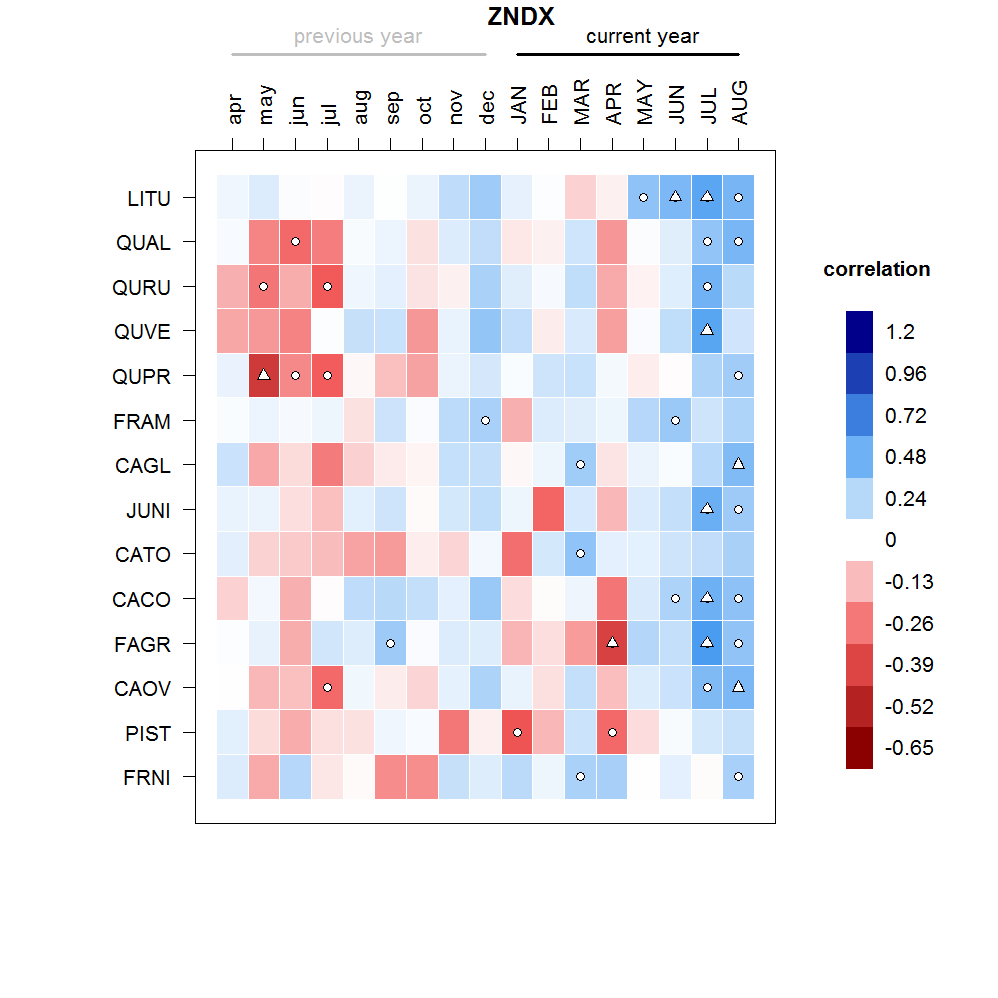 ZNDX
previous year current year
apr may jun jul aug sep oct nov dec JAN FEB MAR APR MAY JUN JUL AUG
LITU
QUAL
QURU
QUVE
QUPR
FRAM
CAGL
JUNI
CATO
CACO
FAGR
CAOV
PIST
FRNI
correlation
1.2
0.96
0.72
0.48
0.24
0
-0.13
-0.26
-0.39
-0.52
-0.65